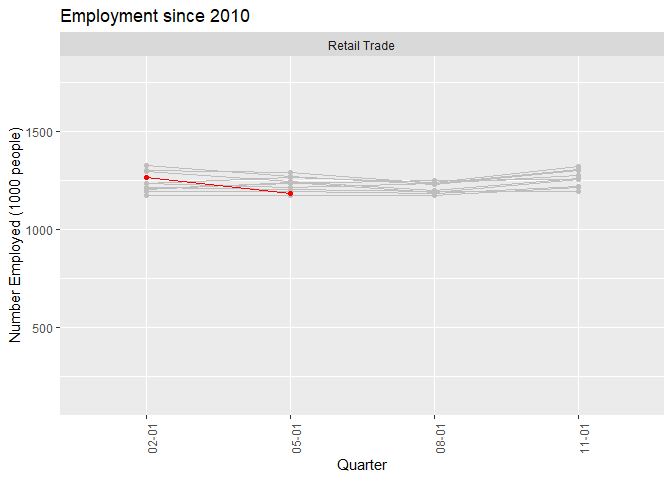 Employment since 2010
Retail Trade
1500
1000
500
Number Employed (1000 people)
02-01
05-01
08-01
11-01
Quarter